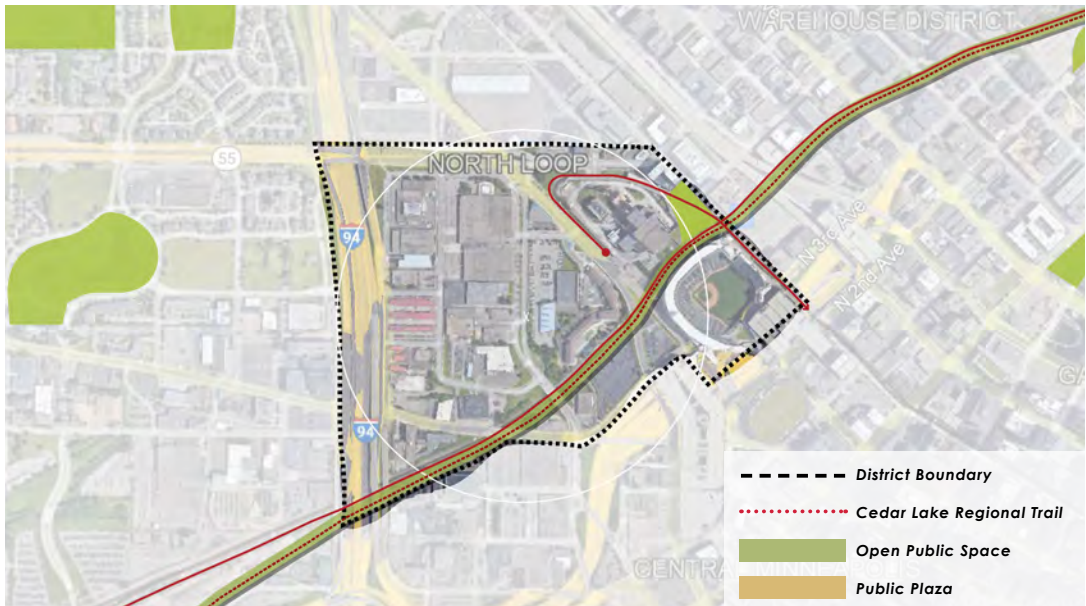 WAREHOUSE DISTRICT
55
NORTH LOOP
94
N 3rd Ave
N 2nd Ave
94
District Boundary
Cedar Lake Regional Trail
Open Public Space
CENTRAL MINNEAPOLIS
Public Plaza